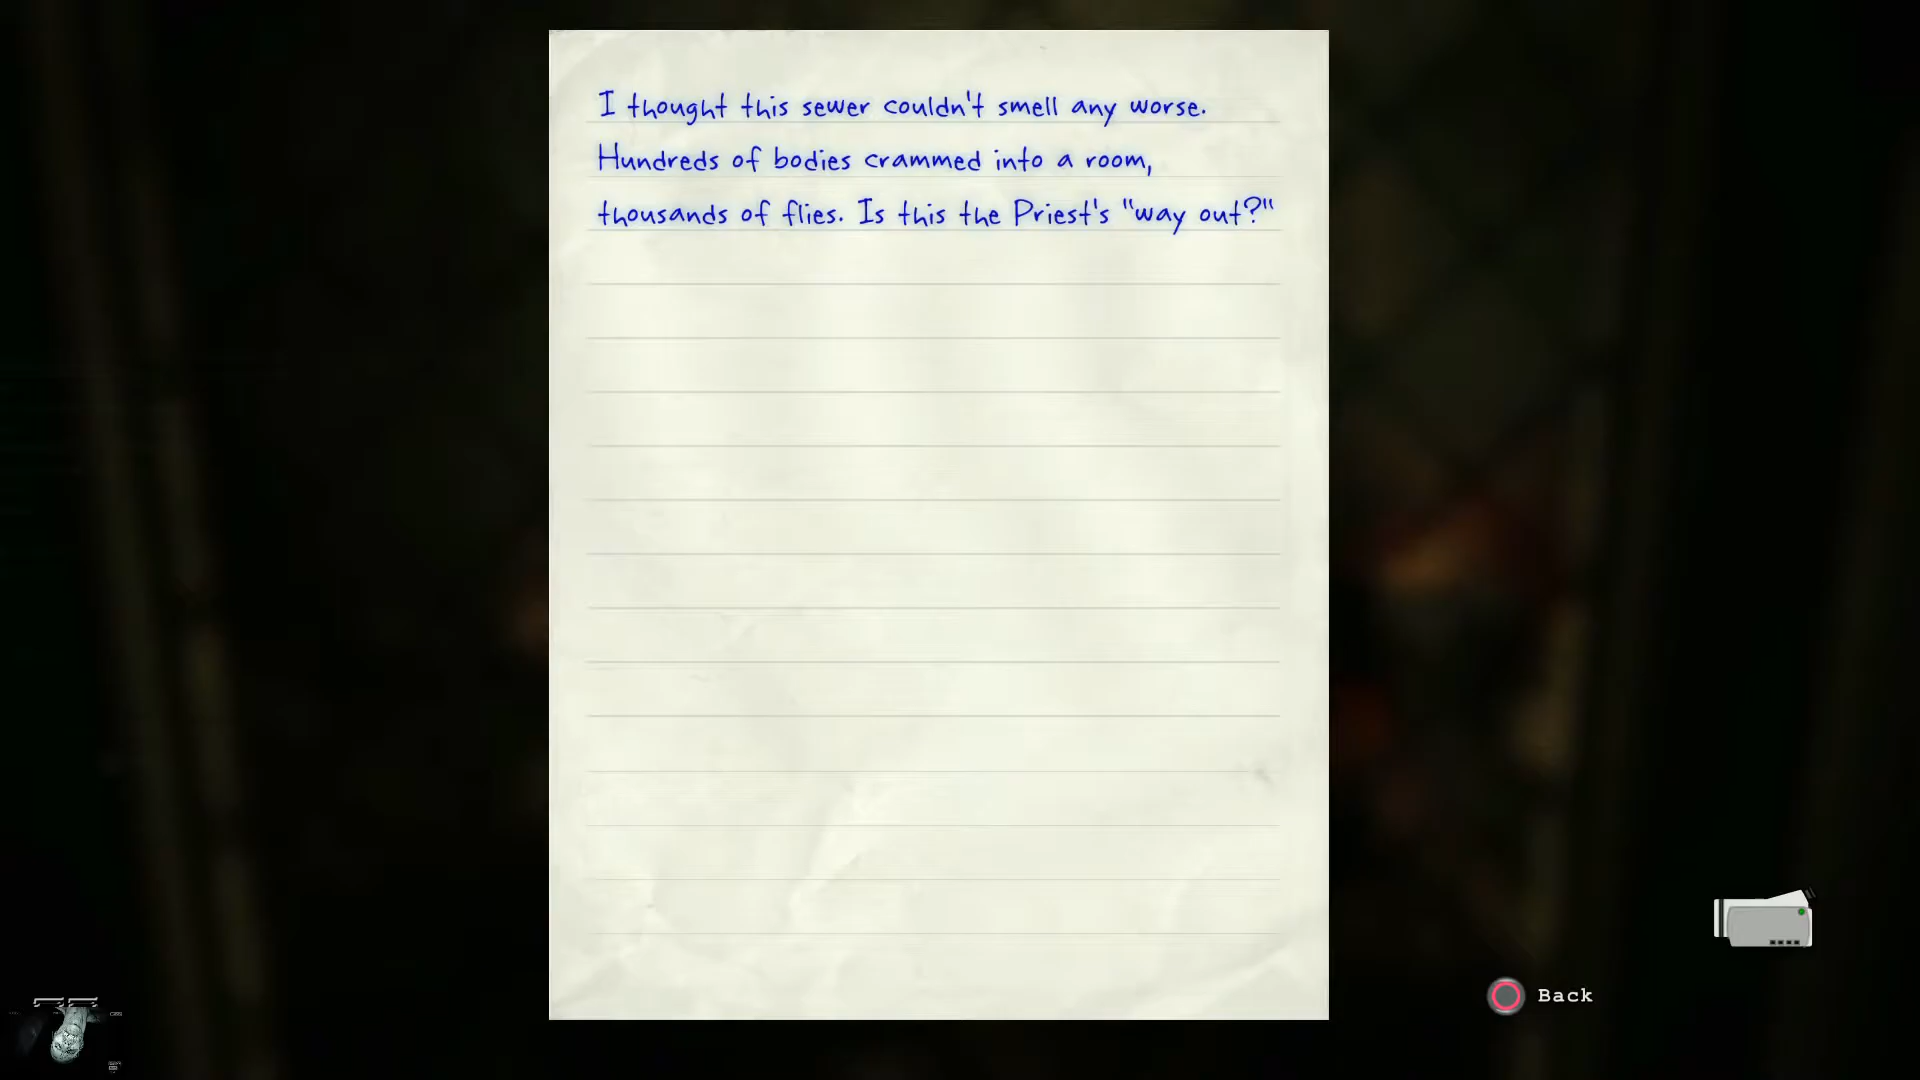 I thought this sewer couldn't smell any worse.
Hundreds of bodies crammed into a room,
thousands of flies. Is this the Priest's "way out?"
Back